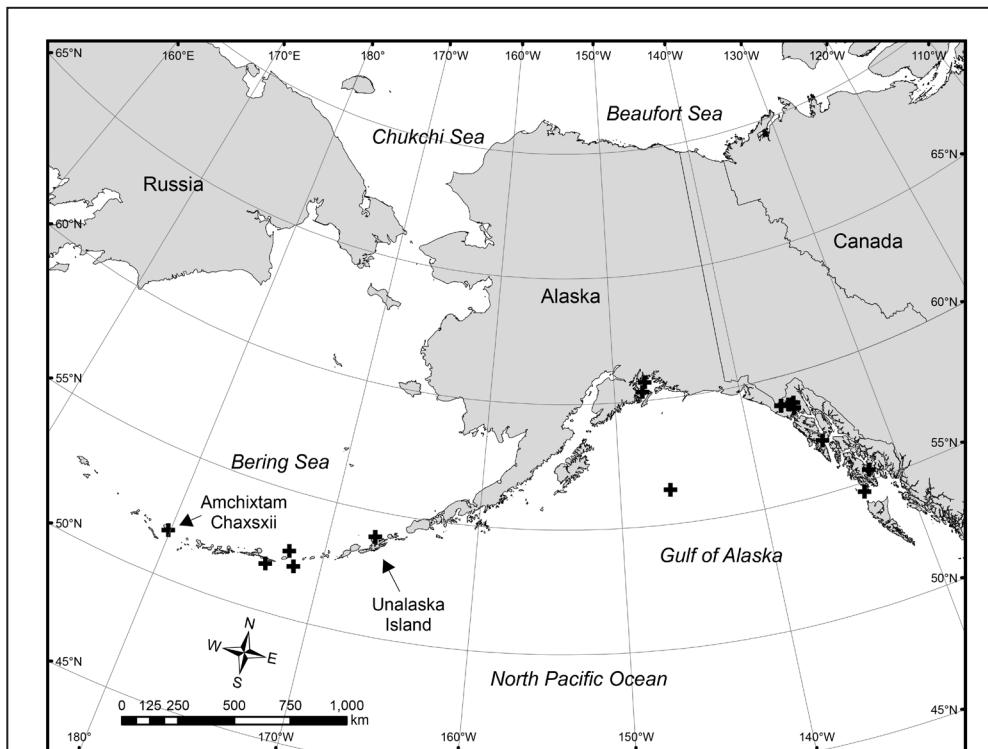 160°E 170°E 180° 170°W 160°W 150°W 140°W 130°W 120°W 110°W
65°N
Beaufort Sea
Chukchi Sea
65°N
Russia
60°N
Canada
Alaska
60°N
55°N
55°N
Bering Sea
Amchixtam
Chaxsxii
50°N
Gulf of Alaska
50°N
Unalaska
Island
N
W E
S
45°N
North Pacific Ocean
0 125 250 500 750 1,000
km
45°N
180° 170°W 160°W 150°W 140°W